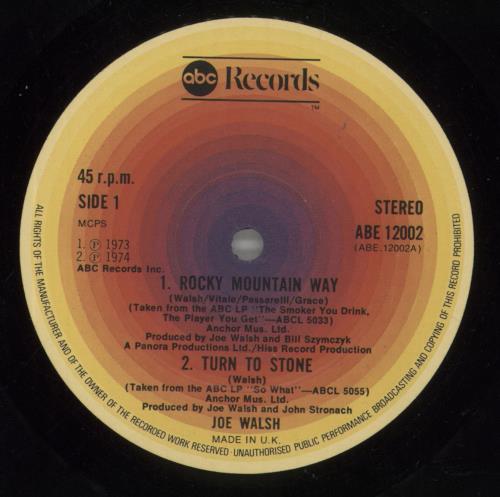 abc Records
TM
45 r.p.m.
SIDE 1
MCPS
1. Ⓟ 1973
2. Ⓟ 1974
ABC Records Inc.
STEREO
ABE 12002
(ABE.12002A)
1. ROCKY MOUNTAIN WAY
(Walsh/Vitale/Passarelli/Grace)
(Taken from the ABC LP "The Smoker You Drink,
The Player You Get"—ABCL 5033)
Anchor Mus. Ltd.
Produced by Joe Walsh and Bill Szymczyk
A Panora Productions Ltd./Hiss Record Production
2. TURN TO STONE
(Walsh)
(Taken from the ABC LP "So What"—ABCL 5055)
Anchor Mus. Ltd.
Produced by Joe Walsh and John Stronach
JOE WALSH
MADE IN U.K.
ALL RIGHTS OF THE MANUFACTURER AND OF THE OWNER OF THE RECORDED WORK RESERVED · UNAUTHORISED PUBLIC PERFORMANCE BROADCASTING AND COPYING OF THIS RECORD PROHIBITED